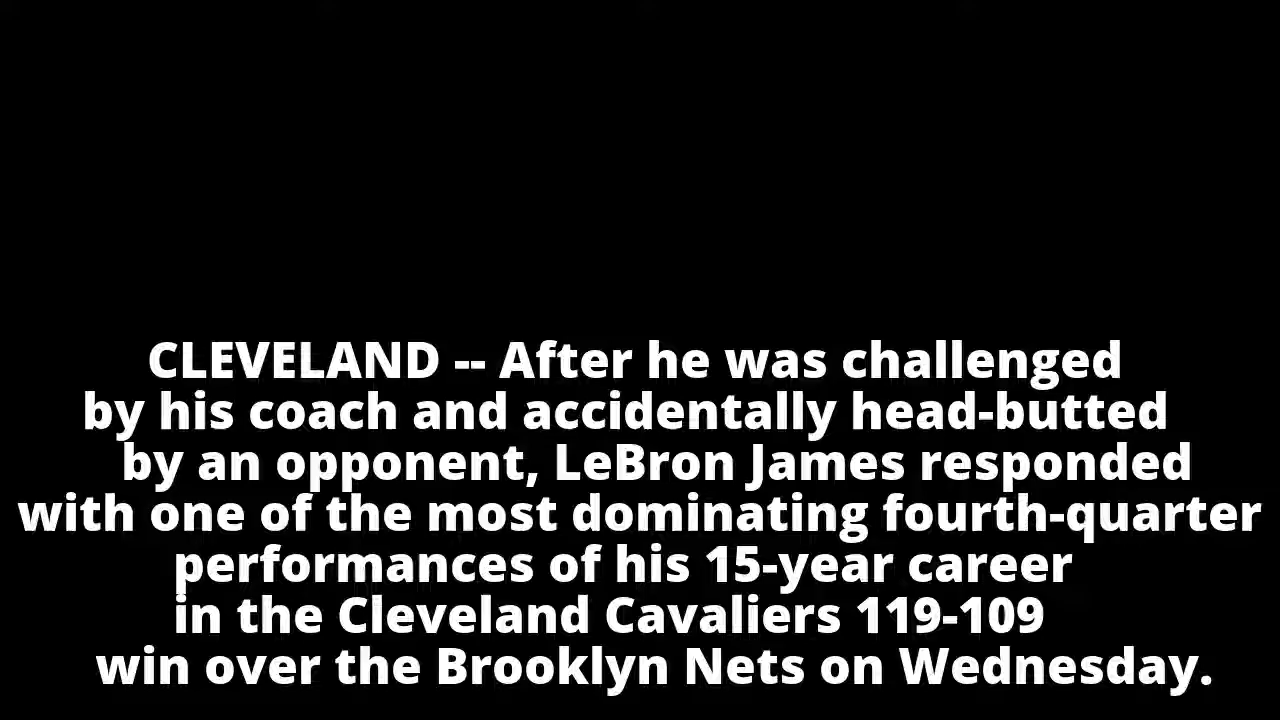 CLEVELAND -- After he was challenged
by his coach and accidentally head-butted
by an opponent, LeBron James responded
with one of the most dominating fourth-quarter
performances of his 15-year career
in the Cleveland Cavaliers 119-109
win over the Brooklyn Nets on Wednesday.